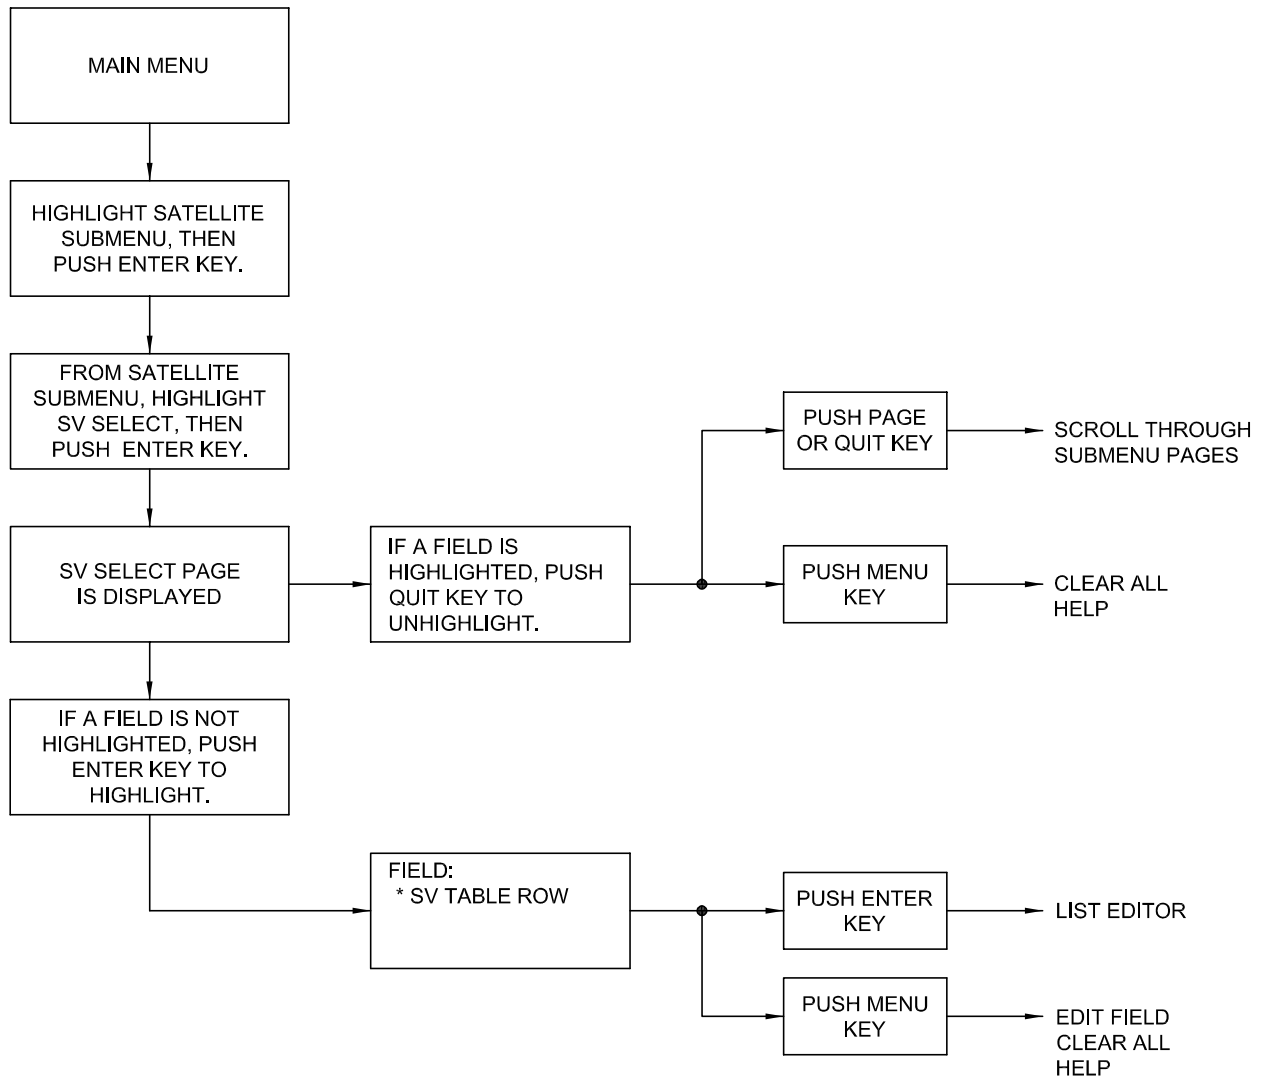 MAIN MENU
HIGHLIGHT SATELLITE
SUBMENU, THEN
PUSH ENTER KEY.
FROM SATELLITE
SUBMENU, HIGHLIGHT
SV SELECT, THEN
PUSH ENTER KEY.
PUSH PAGE
OR QUIT KEY
SCROLL THROUGH
SUBMENU PAGES
SV SELECT PAGE
IS DISPLAYED
IF A FIELD IS
HIGHLIGHTED, PUSH
QUIT KEY TO
UNHIGHLIGHT.
PUSH MENU
KEY
CLEAR ALL
HELP
IF A FIELD IS NOT
HIGHLIGHTED, PUSH
ENTER KEY TO
HIGHLIGHT.
FIELD:
* SV TABLE ROW
PUSH ENTER
KEY
LIST EDITOR
PUSH MENU
KEY
EDIT FIELD
CLEAR ALL
HELP